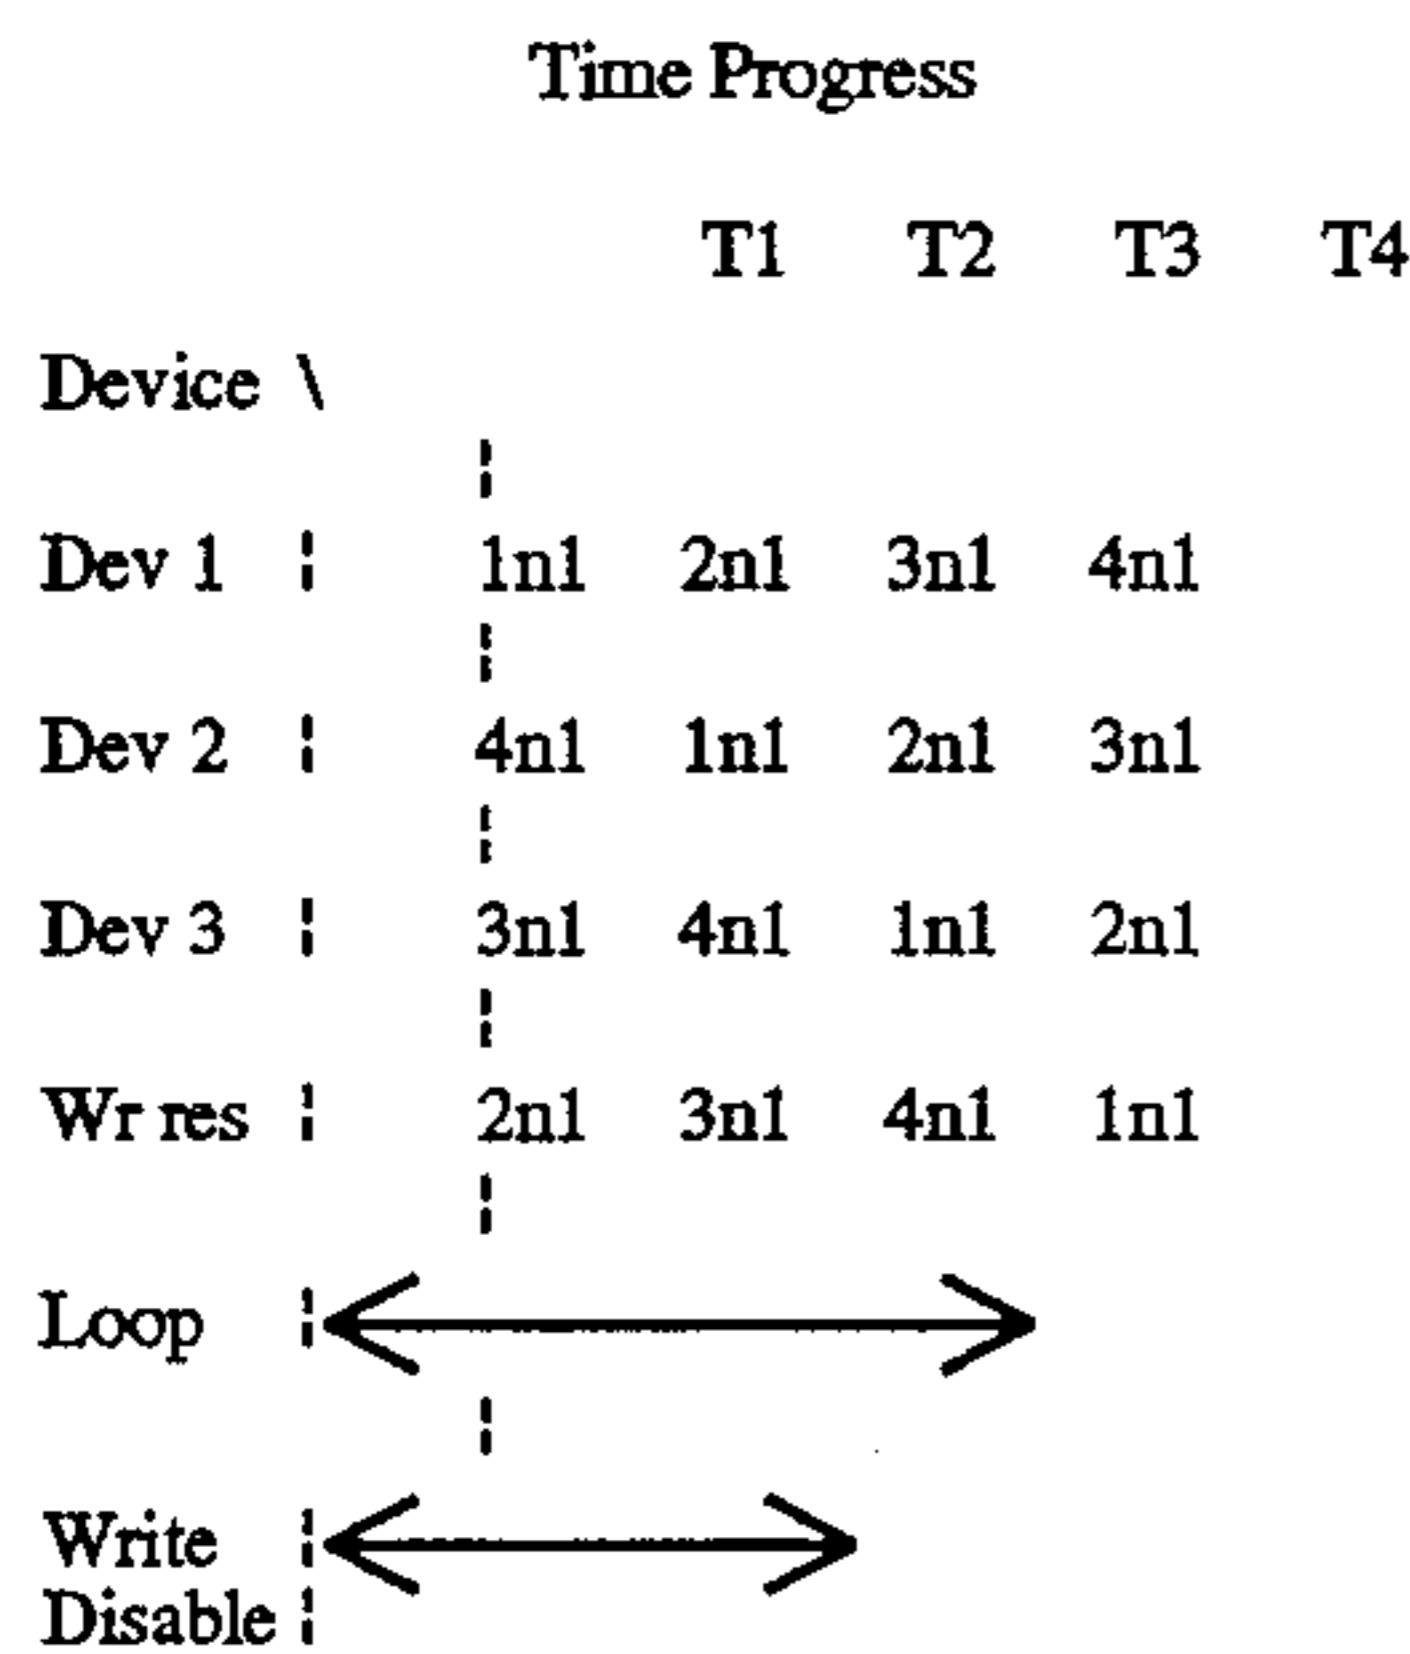 Time Progress
T1 T2 T3 T4
Device \
Dev 1 ¦ 1n1 2n1 3n1 4n1
Dev 2 ¦ 4n1 1n1 2n1 3n1
Dev 3 ¦ 3n1 4n1 1n1 2n1
Wr res ¦ 2n1 3n1 4n1 1n1
Loop ¦
Write ¦
Disable ¦